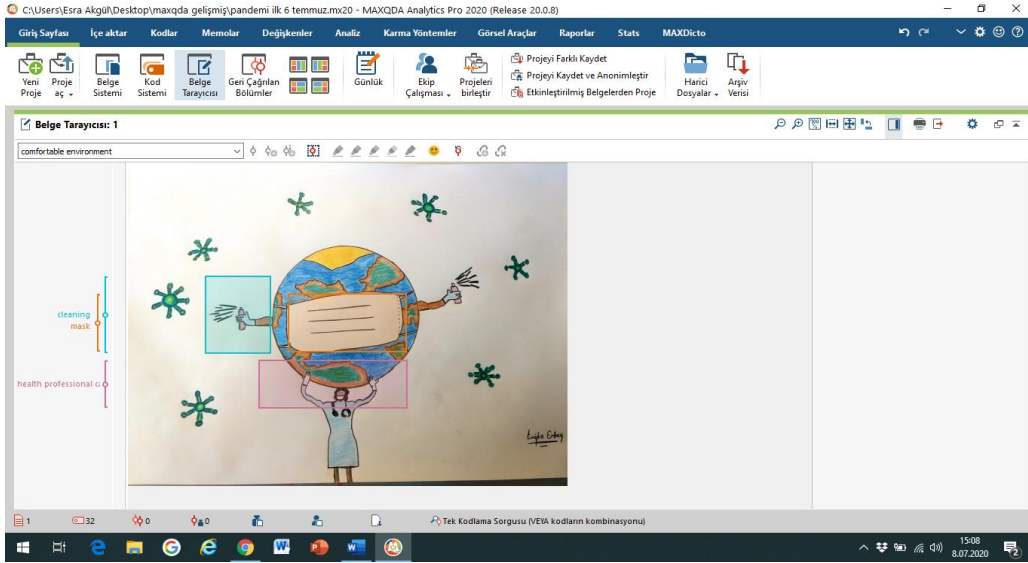 C:\Users\Esra Akgül\Desktop\maxqda gelişmiş\pandemi ilk 6 temmuz.mx20 - MAXQDA Analytics Pro 2020 (Release 20.0.8)
Giriş Sayfası İçe aktar Kodlar Memolar Değişkenler Analiz Karma Yöntemler Görsel Araçlar Raporlar Stats MAXDicto
Yeni Proje
Proje aç
Belge Sistemi
Kod Sistemi
Belge Tarayıcısı
Geri Çağrılan Bölümler
Günlük
Ekip Çalışması
Projeleri birleştir
Projeyi Farklı Kaydet
Projeyi Kaydet ve Anonimleştir
Etkinleştirilmiş Belgelerden Proje
Harici Dosyalar
Arşiv Verisi
Belge Tarayıcısı: 1
comfortable environment
cleaning
mask
health professional
1 32 0 0 Tek Kodlama Sorgusu (VEYA kodların kombinasyonu)
15:08
8.07.2020